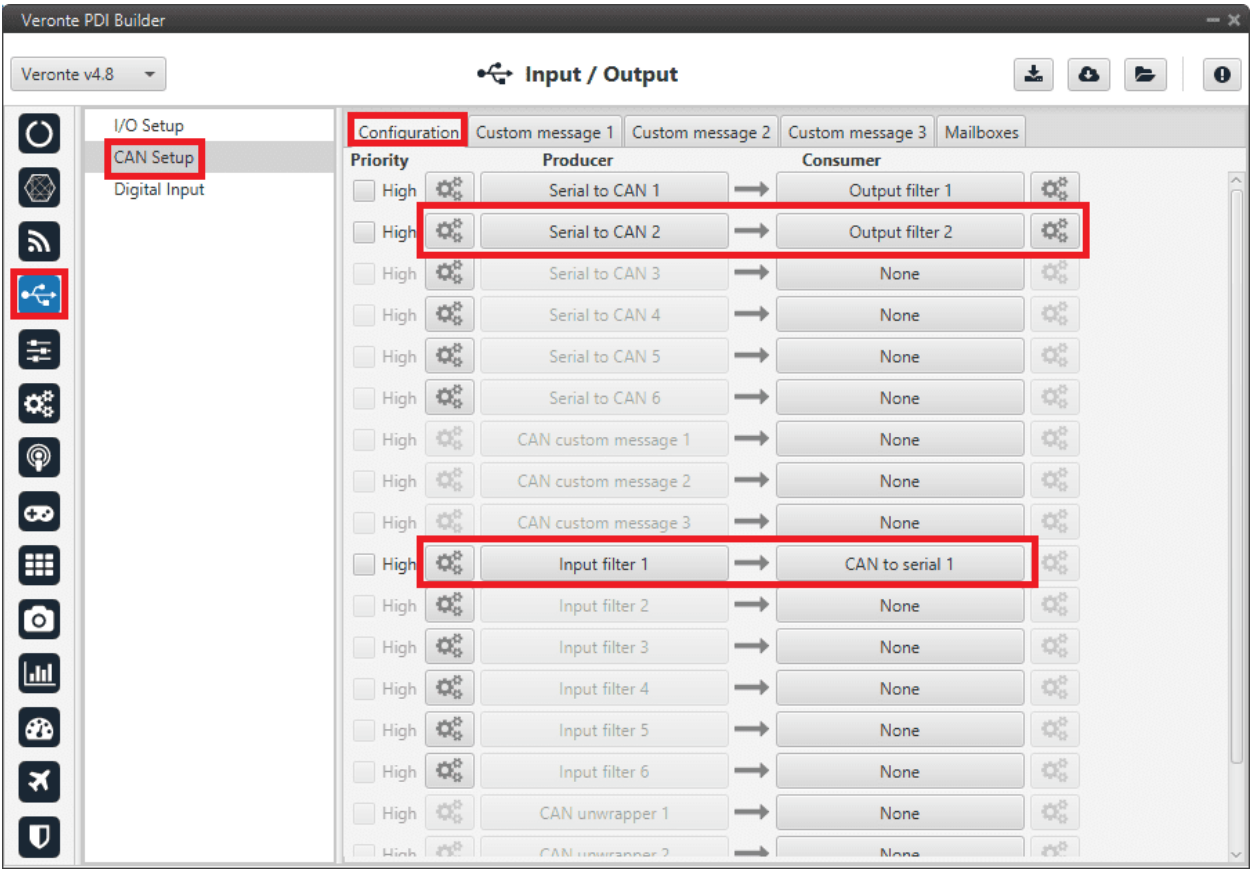 Veronte PDI Builder
Veronte v4.8
Input / Output
I/O Setup
CAN Setup
Digital Input
Configuration Custom message 1 Custom message 2 Custom message 3 Mailboxes
Priority Producer Consumer
High Serial to CAN 1 Output filter 1
High Serial to CAN 2 Output filter 2
High Serial to CAN 3 None
High Serial to CAN 4 None
High Serial to CAN 5 None
High Serial to CAN 6 None
High CAN custom message 1 None
High CAN custom message 2 None
High CAN custom message 3 None
High Input filter 1 CAN to serial 1
High Input filter 2 None
High Input filter 3 None
High Input filter 4 None
High Input filter 5 None
High Input filter 6 None
High CAN unwrapper 1 None
High CAN unwrapper 2 None